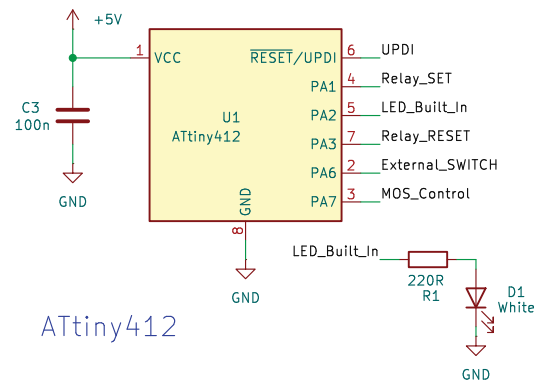 +5V
1
VCC
RESET/UPDI
6
UPDI
PA1
4
Relay_SET
C3
100n
U1
ATtiny412
PA2
5
LED_Built_In
PA3
7
Relay_RESET
PA6
2
External_SWITCH
GND
PA7
3
MOS_Control
GND
8
LED_Built_In
220R
R1
GND
D1
White
ATtiny412
GND